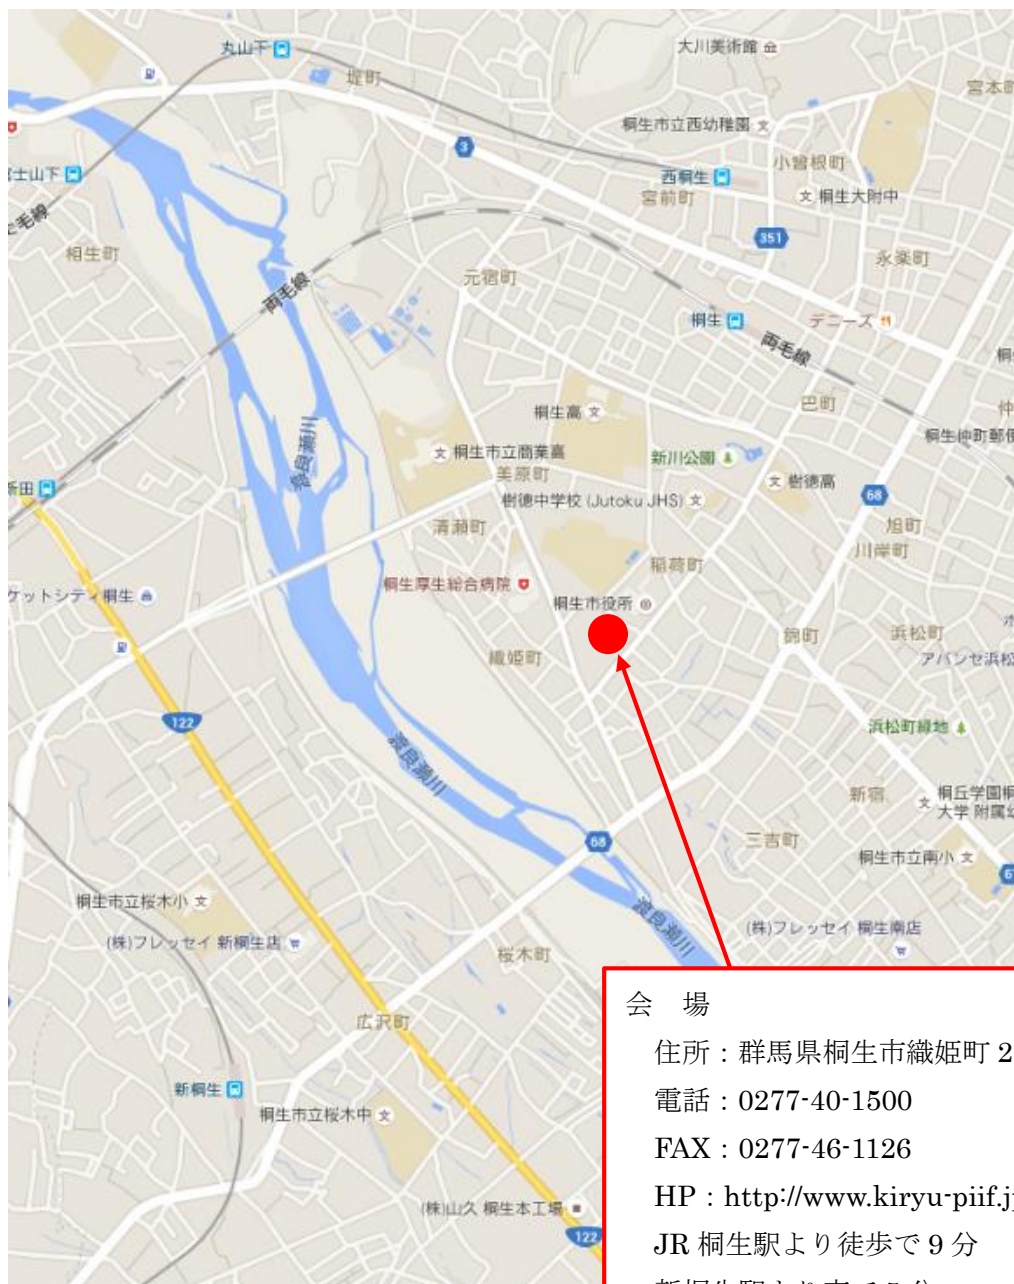 丸山下
大川美術館
堤町
宮本町
桐生市立西幼稚園
3
小曾根町
富士山下
西桐生
宮前町
桐生大附中
毛線
相生町
351
永楽町
元宿町
両毛線
桐生
デニーズ
両毛線
桐
巴町
仲
桐生高
桐生仲町郵便
桐生市立商業高
新川公園
渡良瀬川
美原町
樹徳高
新田
樹徳中学校 (Jutoku JHS)
68
清瀬町
旭町
川岸町
稲荷町
桐生厚生総合病院
ケットシティ桐生
桐生市役所
錦町
浜松町
織姫町
アバンセ浜松
122
浜松町緑地
渡良瀬川
新宿
桐丘学園桐
大学 附属幼
68
三吉町
桐生市立南小
桐生市立桜木小
渡良瀬川
(株)フレッセイ 桐生南店
(株)フレッセイ 新桐生店
桜木町
広沢町
新桐生
桐生市立桜木中
(株)山久 桐生本工場
122
会 場
住所：群馬県桐生市織姫町 2
電話：0277-40-1500
FAX：0277-46-1126
HP：http://www.kiryu-piif.j
JR 桐生駅より徒歩で 9 分